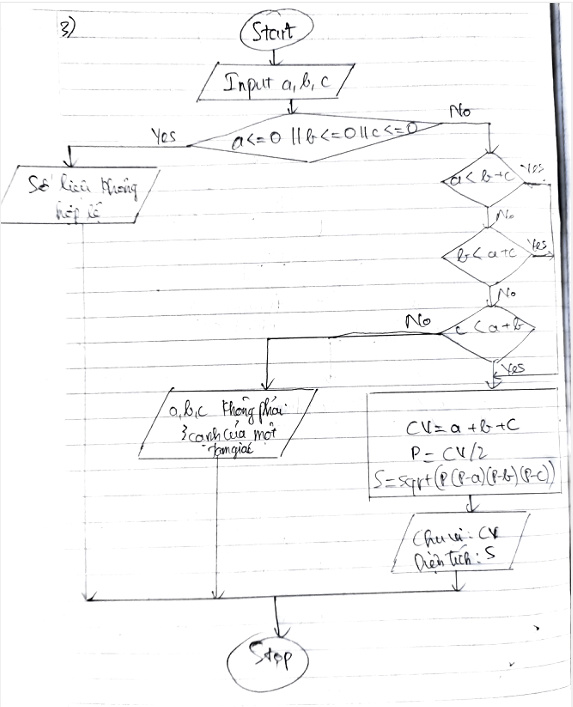 3)
Start
Input a, b, c
a<=0 || b<=0 || c<=0
Yes
No
Số liệu không
hợp lệ
a < b+c
Yes
No
b < a+c
Yes
No
c < a+b
No
Yes
a,b,c không phải
3 cạnh của một
tam giác
CV = a + b + c
P = CV/2
S = sqrt(P(P-a)(P-b)(P-c))
Chu vi: CV
Diện tích: S
Stop